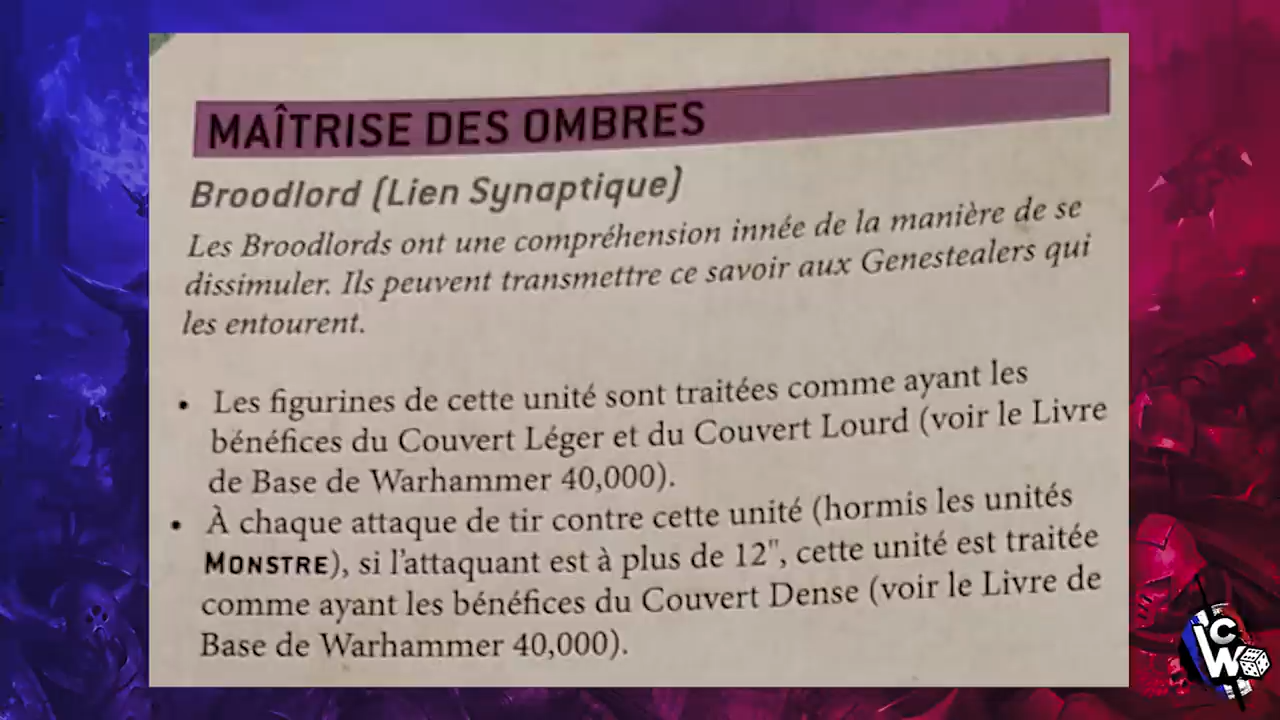 MAÎTRISE DES OMBRES
Broodlord (Lien Synaptique)
Les Broodlords ont une compréhension innée de la manière de se
dissimuler. Ils peuvent transmettre ce savoir aux Genestealers qui
les entourent.
• Les figurines de cette unité sont traitées comme ayant les
bénéfices du Couvert Léger et du Couvert Lourd (voir le Livre
de Base de Warhammer 40,000).
• À chaque attaque de tir contre cette unité (hormis les unités
MONSTRE), si l'attaquant est à plus de 12", cette unité est traitée
comme ayant les bénéfices du Couvert Dense (voir le Livre de
Base de Warhammer 40,000).
iCW